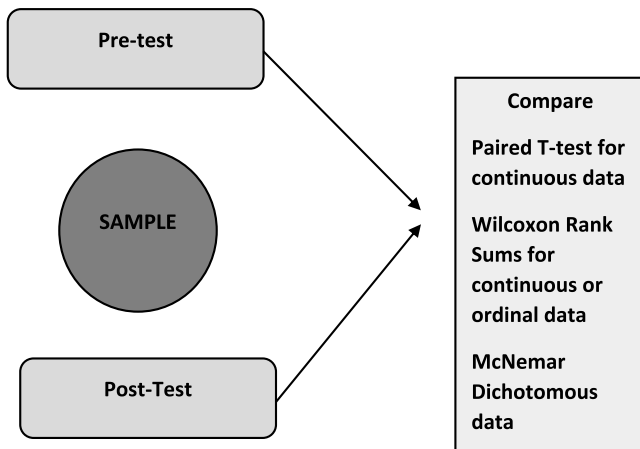 Pre-test
SAMPLE
Post-Test
Compare
Paired T-test for
continuous data
Wilcoxon Rank
Sums for
continuous or
ordinal data
McNemar
Dichotomous
data